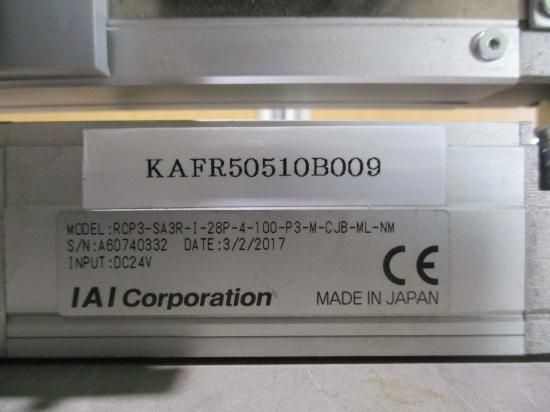 KAFR50510B009
MODEL:RCP3-SA3R-I-28P-4-100-P3-M-CJB-ML-NM
S/N:A60740332 DATE:3/2/2017
INPUT:DC24V
IAI Corporation
CE
MADE IN JAPAN